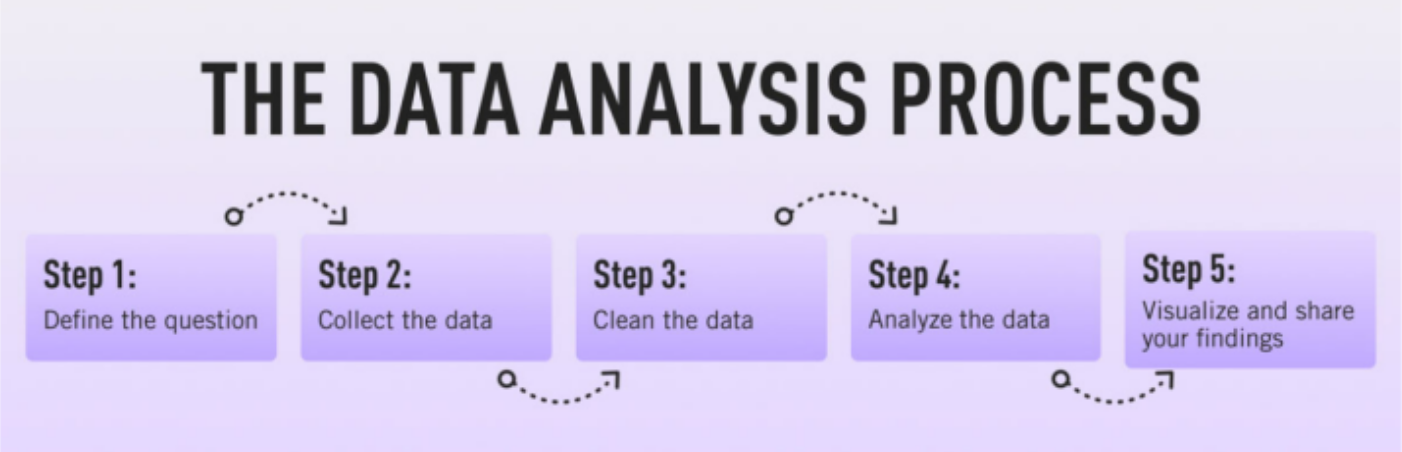 THE DATA ANALYSIS PROCESS
Step 1:
Define the question
Step 2:
Collect the data
Step 3:
Clean the data
Step 4:
Analyze the data
Step 5:
Visualize and share
your findings